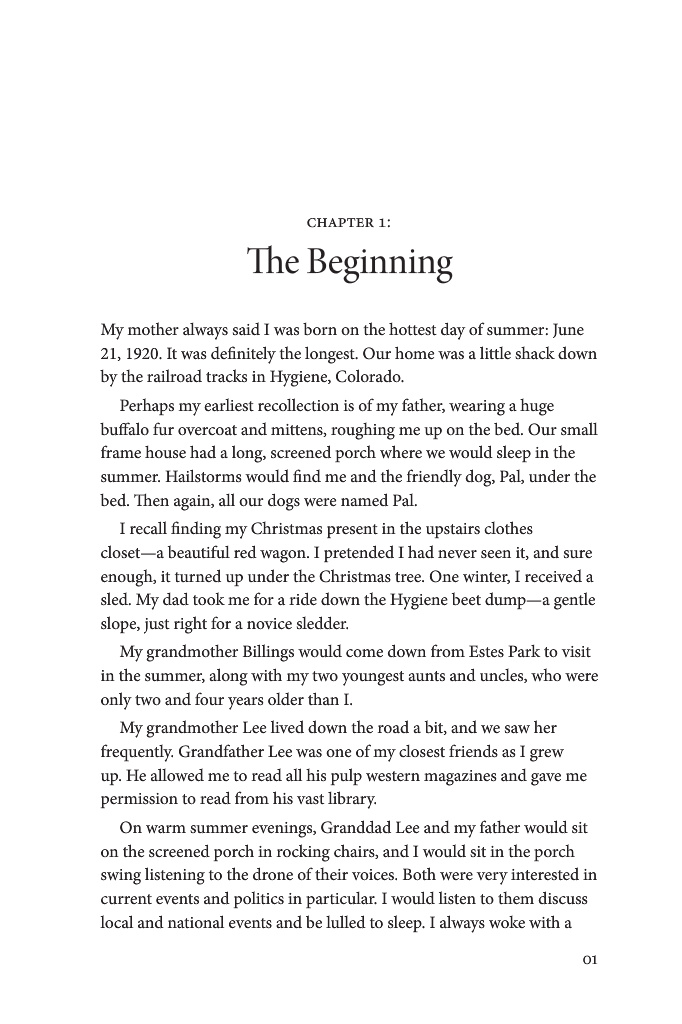 CHAPTER 1:
The Beginning
My mother always said I was born on the hottest day of summer: June
21, 1920. It was definitely the longest. Our home was a little shack down
by the railroad tracks in Hygiene, Colorado.
Perhaps my earliest recollection is of my father, wearing a huge
buffalo fur overcoat and mittens, roughing me up on the bed. Our small
frame house had a long, screened porch where we would sleep in the
summer. Hailstorms would find me and the friendly dog, Pal, under the
bed. Then again, all our dogs were named Pal.
I recall finding my Christmas present in the upstairs clothes
closet—a beautiful red wagon. I pretended I had never seen it, and sure
enough, it turned up under the Christmas tree. One winter, I received a
sled. My dad took me for a ride down the Hygiene beet dump—a gentle
slope, just right for a novice sledder.
My grandmother Billings would come down from Estes Park to visit
in the summer, along with my two youngest aunts and uncles, who were
only two and four years older than I.
My grandmother Lee lived down the road a bit, and we saw her
frequently. Grandfather Lee was one of my closest friends as I grew
up. He allowed me to read all his pulp western magazines and gave me
permission to read from his vast library.
On warm summer evenings, Granddad Lee and my father would sit
on the screened porch in rocking chairs, and I would sit in the porch
swing listening to the drone of their voices. Both were very interested in
current events and politics in particular. I would listen to them discuss
local and national events and be lulled to sleep. I always woke with a
01